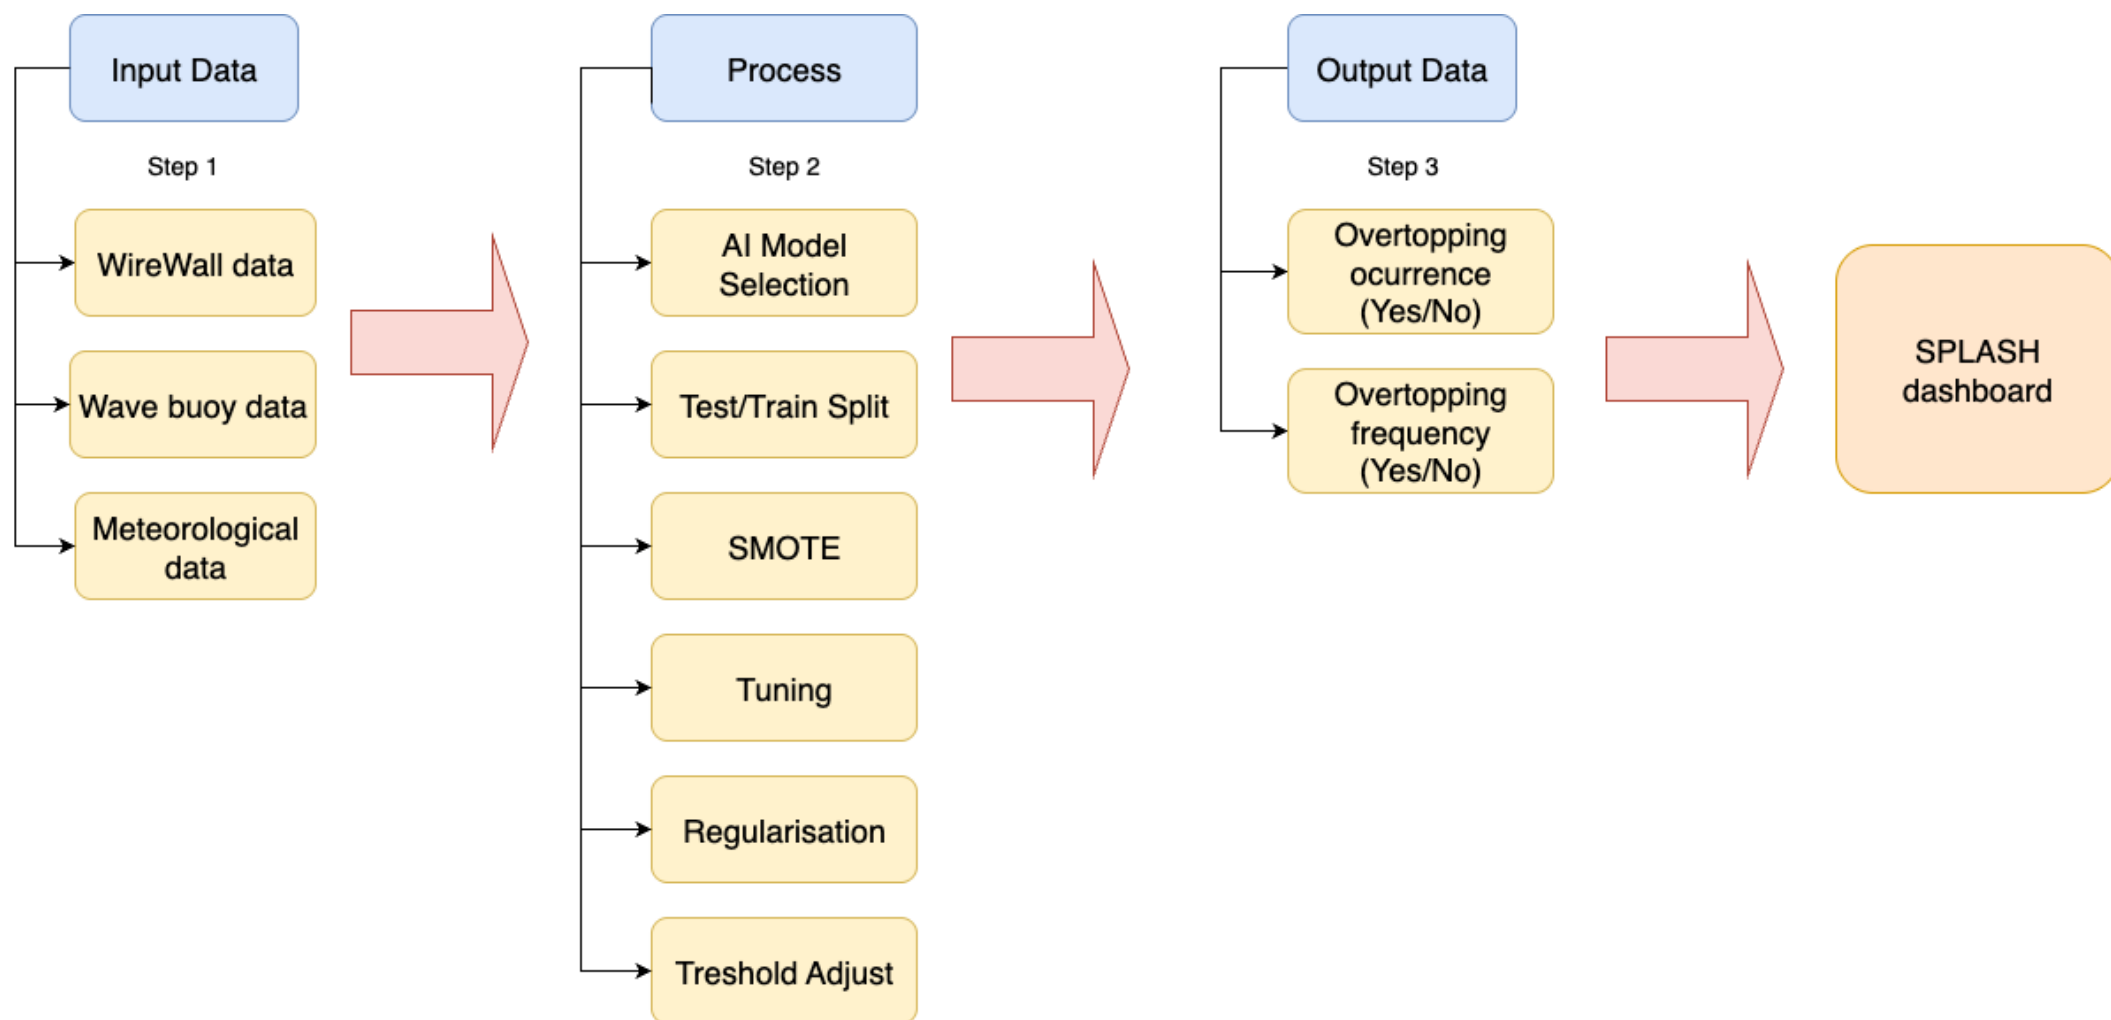 Input Data
Step 1
WireWall data
Wave buoy data
Meteorological
data
Process
Step 2
AI Model
Selection
Test/Train Split
SMOTE
Tuning
Regularisation
Treshold Adjust
Output Data
Step 3
Overtopping
ocurrence
(Yes/No)
Overtopping
frequency
(Yes/No)
SPLASH
dashboard